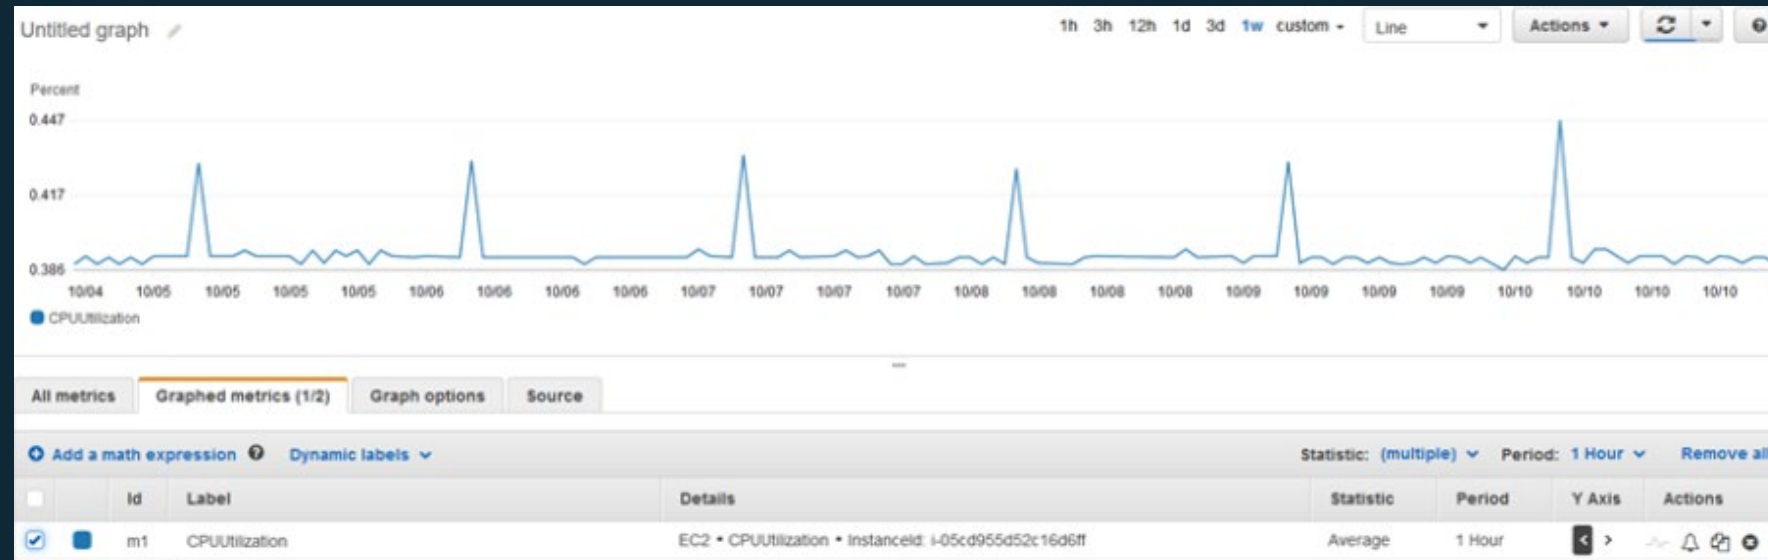 Untitled graph
1h 3h 12h 1d 3d 1w custom Line Actions
Percent
0.447
0.417
0.386
10/04 10/05 10/05 10/05 10/05 10/06 10/06 10/06 10/06 10/07 10/07 10/07 10/07 10/08 10/08 10/08 10/08 10/09 10/09 10/09 10/09 10/10 10/10 10/10 10/10
CPUUtilization
All metrics Graphed metrics (1/2) Graph options Source
Add a math expression Dynamic labels Statistic: (multiple) Period: 1 Hour Remove all
Id Label Details Statistic Period Y Axis Actions
m1 CPUUtilization EC2 • CPUUtilization • InstanceId: i-05cd955d52c16d6ff Average 1 Hour < >